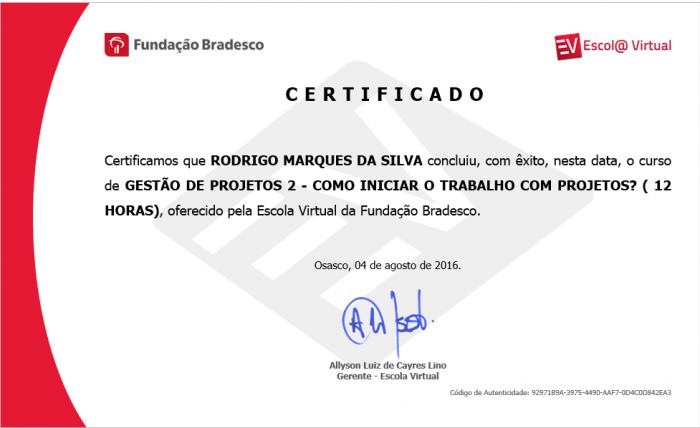 Fundação Bradesco
EV Escol@ Virtual
CERTIFICADO
Certificamos que RODRIGO MARQUES DA SILVA concluiu, com êxito, nesta data, o curso
de GESTÃO DE PROJETOS 2 - COMO INICIAR O TRABALHO COM PROJETOS? ( 12
HORAS), oferecido pela Escola Virtual da Fundação Bradesco.
Osasco, 04 de agosto de 2016.
Allyson Luiz de Cayres Lino
Gerente - Escola Virtual
Código de Autenticidade: 92971B9A-3975-4490-AAF7-0D4C0D842EA3